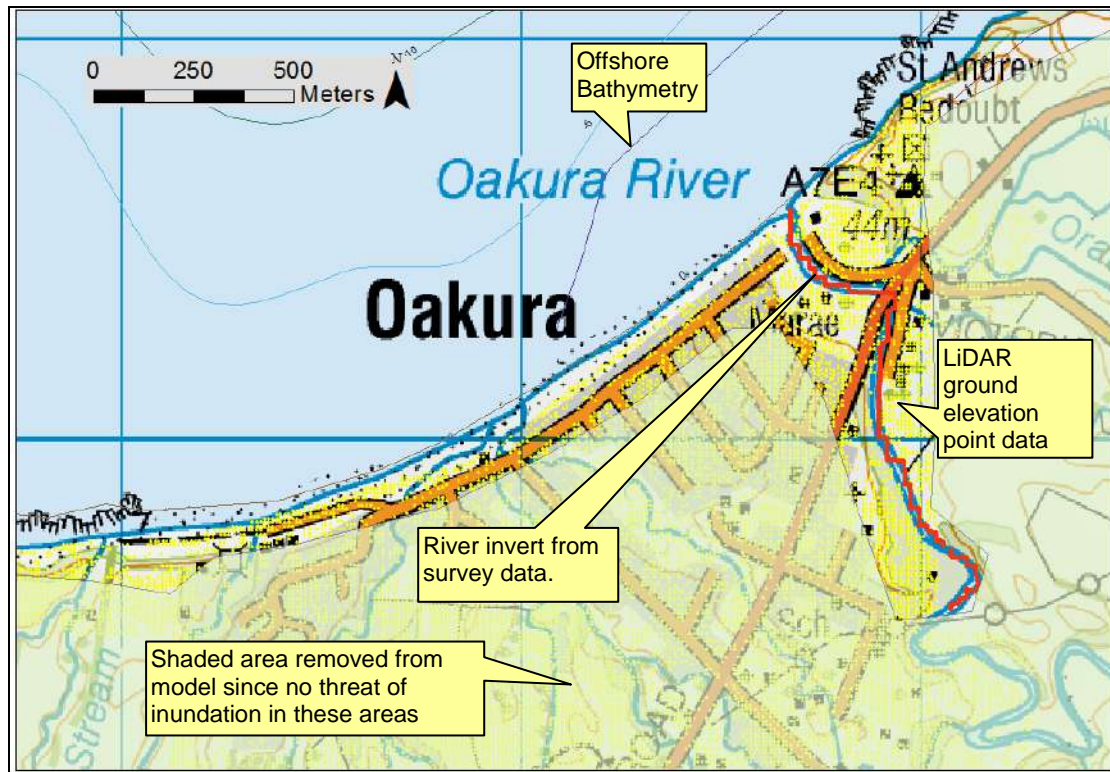 0 250 500
Meters
Offshore
Bathymetry
St Andrews
Redoubt
Oakura River
A7E
44m
Oakura
Marae
LiDAR
ground
elevation
point data
River invert from
survey data.
Shaded area removed from
model since no threat of
inundation in these areas
Sch
Stream